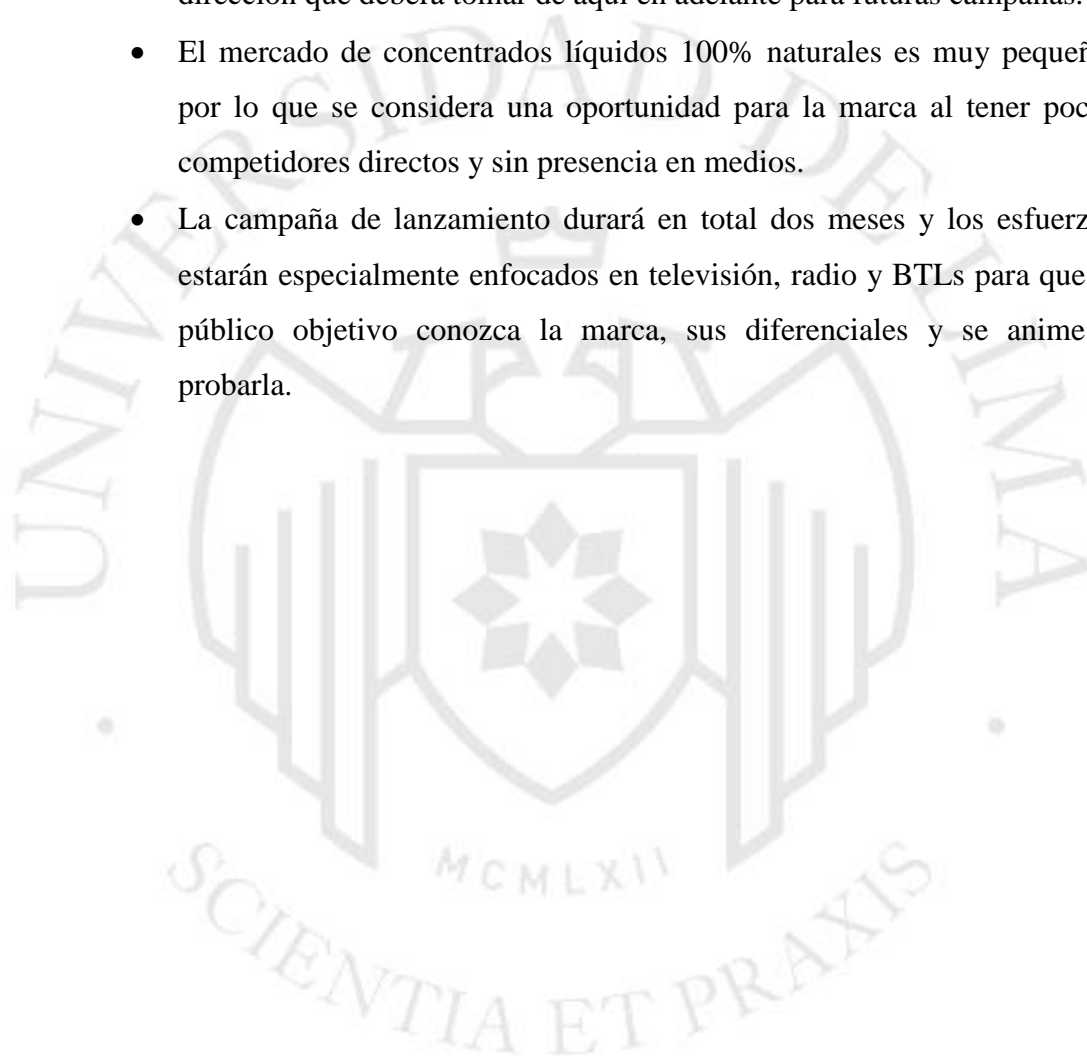 dirección que deberá tomar de aquí en adelante para futuras campañas.
• El mercado de concentrados líquidos 100% naturales es muy pequeñ
por lo que se considera una oportunidad para la marca al tener poc
competidores directos y sin presencia en medios.
• La campaña de lanzamiento durará en total dos meses y los esfuerz
estarán especialmente enfocados en televisión, radio y BTLs para que
público objetivo conozca la marca, sus diferenciales y se anime
probarla.
UNIVERSIDAD DE LIMA
MCMLXII
SCIENTIA ET PRAXIS